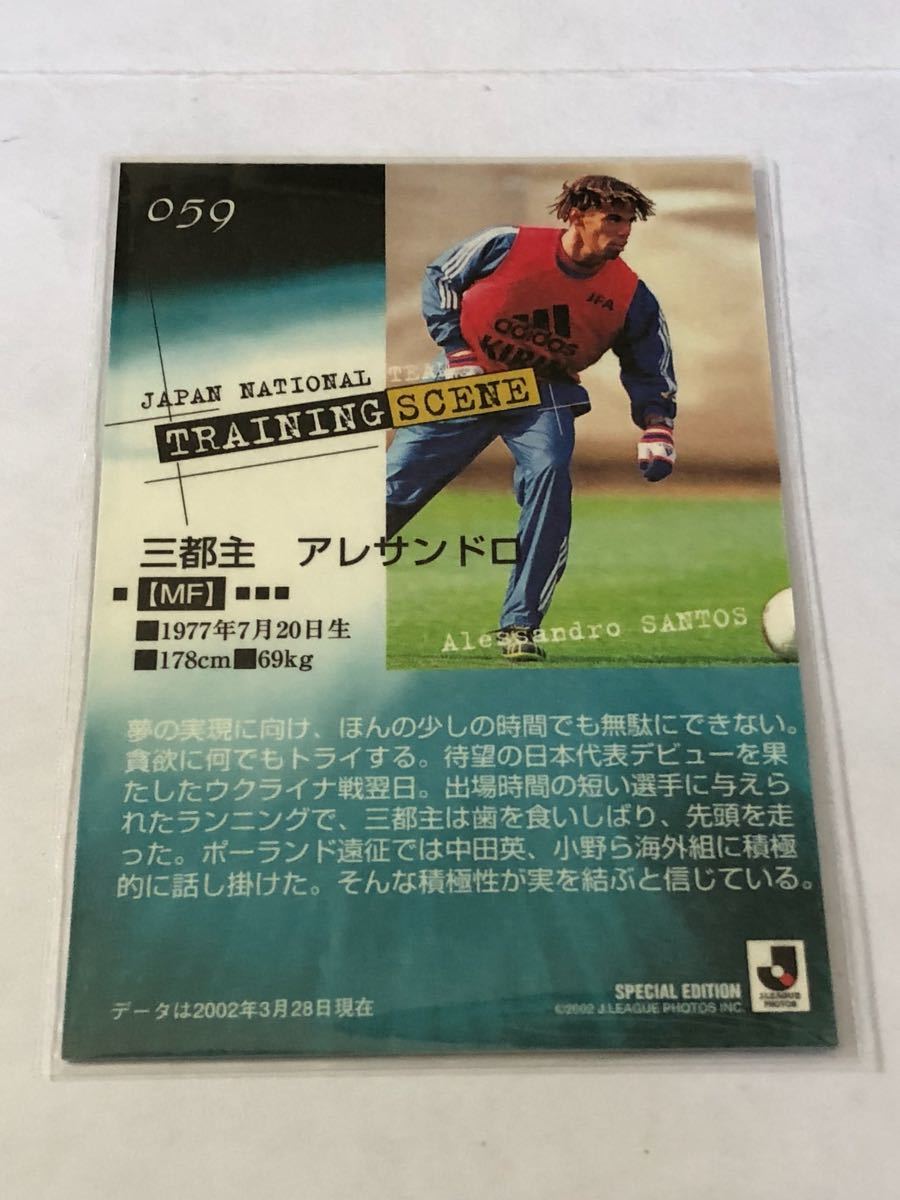 059
JAPAN NATIONAL TEAM
TRAINING SCENE
JFA
adidas
三都主 アレサンドロ
■【MF】■■■
■1977年7月20日生
■178cm■69kg
Alessandro SANTOS
夢の実現に向け、ほんの少しの時間でも無駄にできない。
貪欲に何でもトライする。待望の日本代表デビューを果
たしたウクライナ戦翌日。出場時間の短い選手に与えら
れたランニングで、三都主は歯を食いしばり、先頭を走
った。ポーランド遠征では中田英、小野ら海外組に積極
的に話し掛けた。そんな積極性が実を結ぶと信じている。
データは2002年3月28日現在
SPECIAL EDITION
©2002 J.LEAGUE PHOTOS INC.
J.LEAGUE
PHOTOS